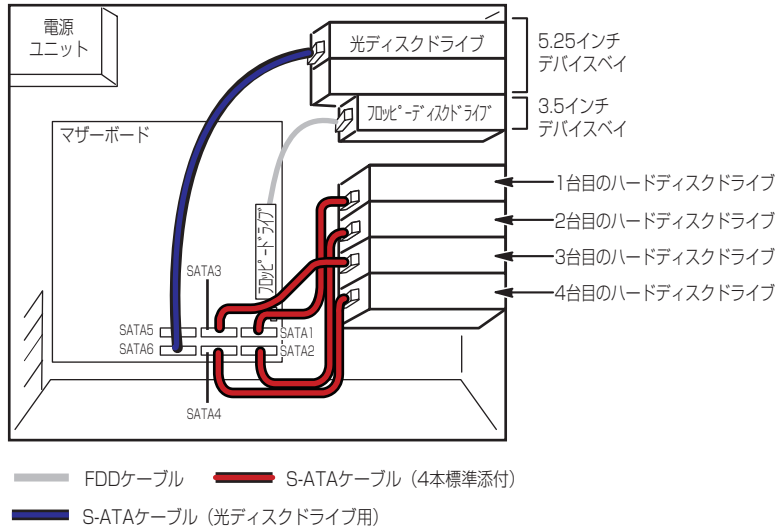 電源
ユニット
光ディスクドライブ
5.25インチ
デバイスベイ
フロッピーディスクドライブ
3.5インチ
デバイスベイ
マザーボード
フロッピードライブ
1台目のハードディスクドライブ
2台目のハードディスクドライブ
3台目のハードディスクドライブ
4台目のハードディスクドライブ
SATA3
SATA5
SATA1
SATA6
SATA2
SATA4
FDDケーブル
S-ATAケーブル（4本標準添付）
S-ATAケーブル（光ディスクドライブ用）